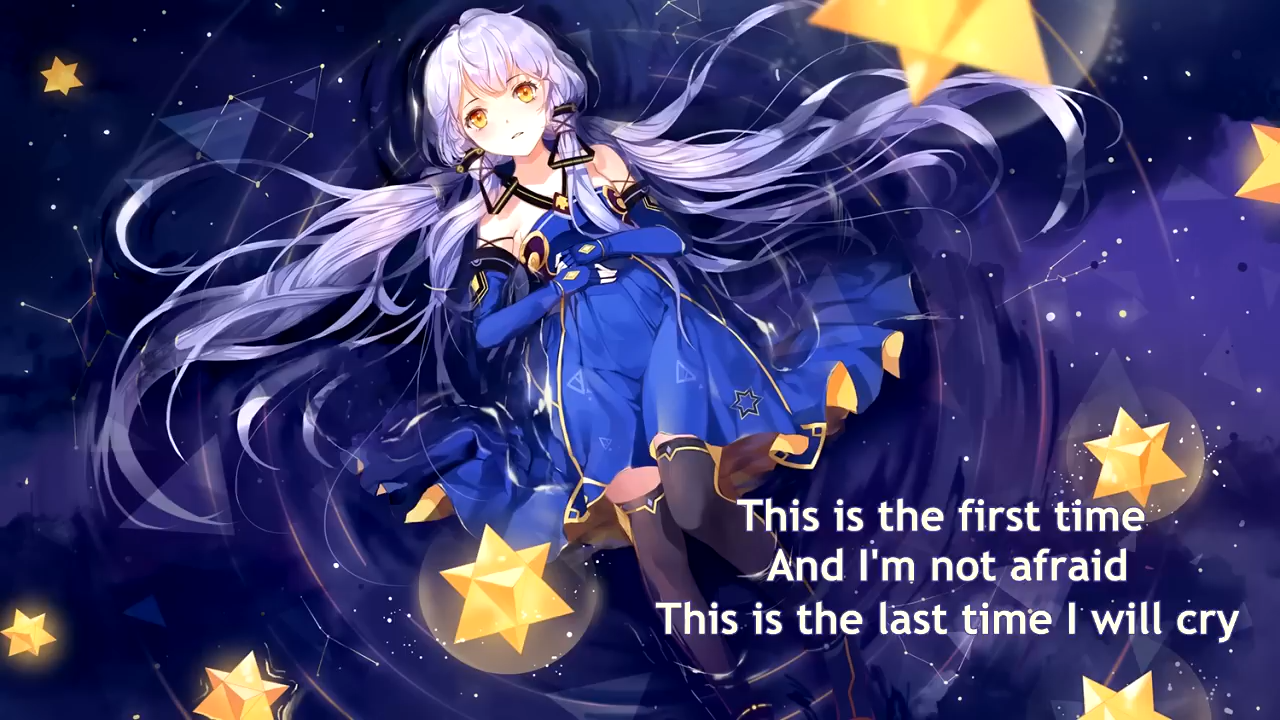 This is the first time
And I'm not afraid
This is the last time I will cry